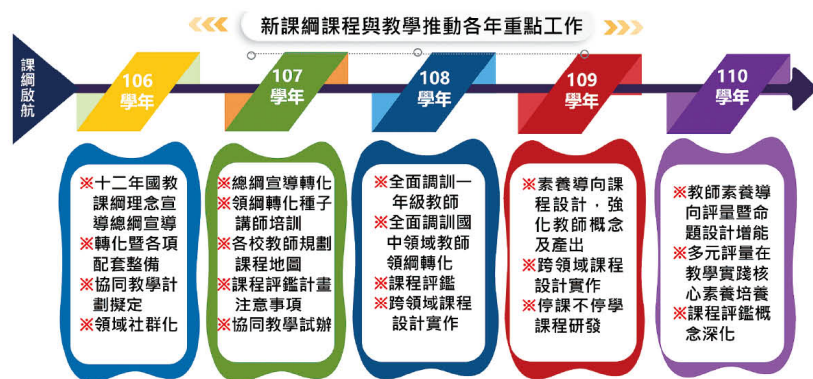 新課綱課程與教學推動各年重點工作
課綱啟航
106
學年
107
學年
108
學年
109
學年
110
學年
※十二年國教
課綱理念宣
導總綱宣導
※轉化暨各項
配套整備
※協同教學計
劃擬定
※領域社群化
※總綱宣導轉化
※領綱轉化種子
講師培訓
※各校教師規劃
課程地圖
※課程評鑑計畫
注意事項
※協同教學試辦
※全面調訓一
年級教師
※全面調訓國
中領域教師
領綱轉化
※課程評鑑
※跨領域課程
設計實作
※素養導向課
程設計，強
化教師概念
及產出
※跨領域課程
設計實作
※停課不停學
課程研發
※教師素養導
向評量暨命
題設計增能
※多元評量在
教學實踐核
心素養培養
※課程評鑑概
念深化